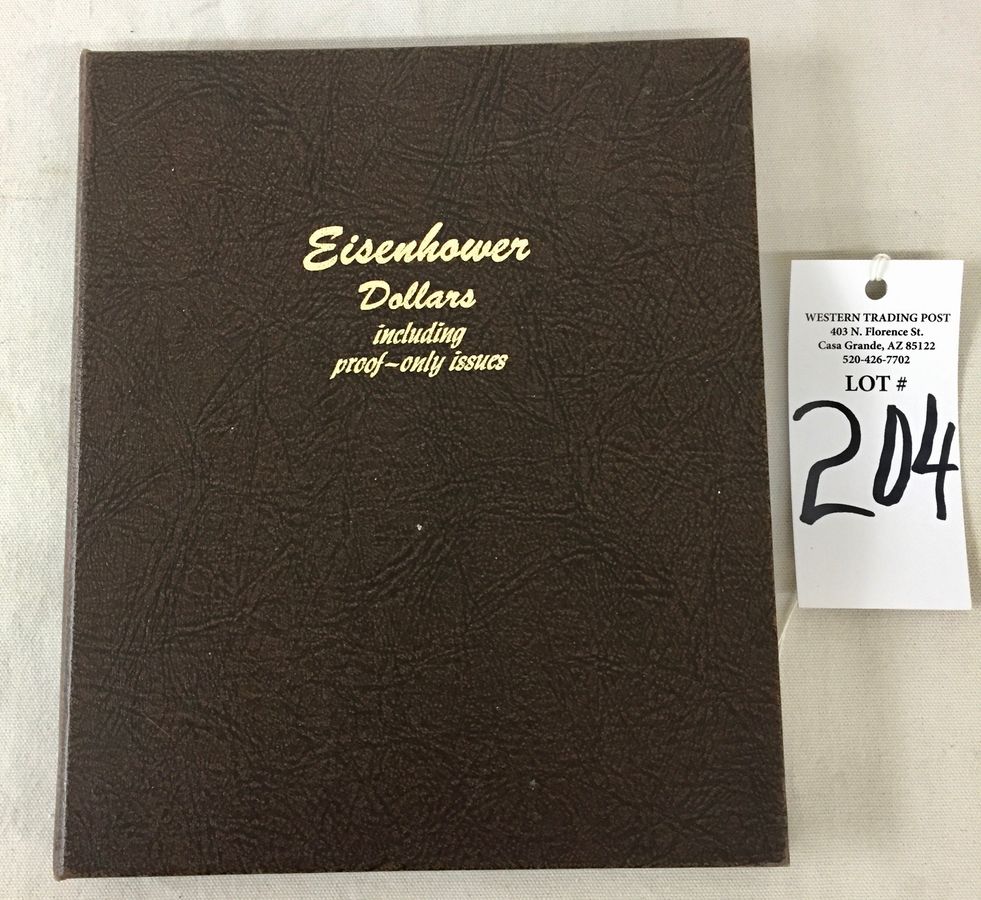 Eisenhower
Dollars
including
proof-only issues
WESTERN TRADING POST
403 N. Florence St.
Casa Grande, AZ 85122
520-426-7702
LOT #
204